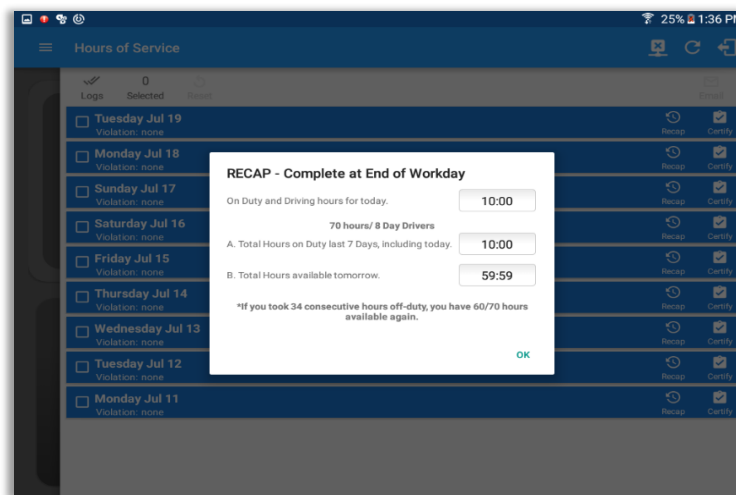 25% 1:36 PM
Hours of Service
Logs
0
Selected
Reset
Email
Tuesday Jul 19
Violation: none
Recap
Certify
Monday Jul 18
Violation: none
Recap
Certify
Sunday Jul 17
Violation: none
Recap
Certify
Saturday Jul 16
Violation: none
Recap
Certify
Friday Jul 15
Violation: none
Recap
Certify
Thursday Jul 14
Violation: none
Recap
Certify
Wednesday Jul 13
Violation: none
Recap
Certify
Tuesday Jul 12
Violation: none
Recap
Certify
Monday Jul 11
Violation: none
Recap
Certify
RECAP - Complete at End of Workday
On Duty and Driving hours for today. 10:00
70 hours/ 8 Day Drivers
A. Total Hours on Duty last 7 Days, including today. 10:00
B. Total Hours available tomorrow. 59:59
*If you took 34 consecutive hours off-duty, you have 60/70 hours
available again.
OK